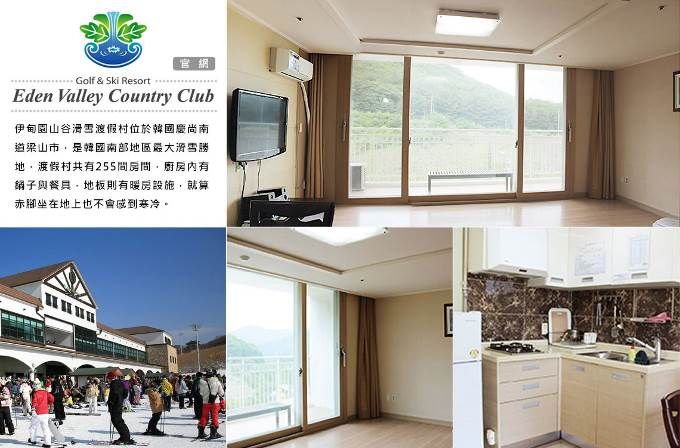 官網
Golf & Ski Resort
Eden Valley Country Club
伊甸園山谷滑雪渡假村位於韓國慶尚南
道梁山市，是韓國南部地區最大滑雪勝
地，渡假村共有255間房間，廚房內有
鍋子與餐具，地板則有暖房設施，就算
赤腳坐在地上也不會感到寒冷。